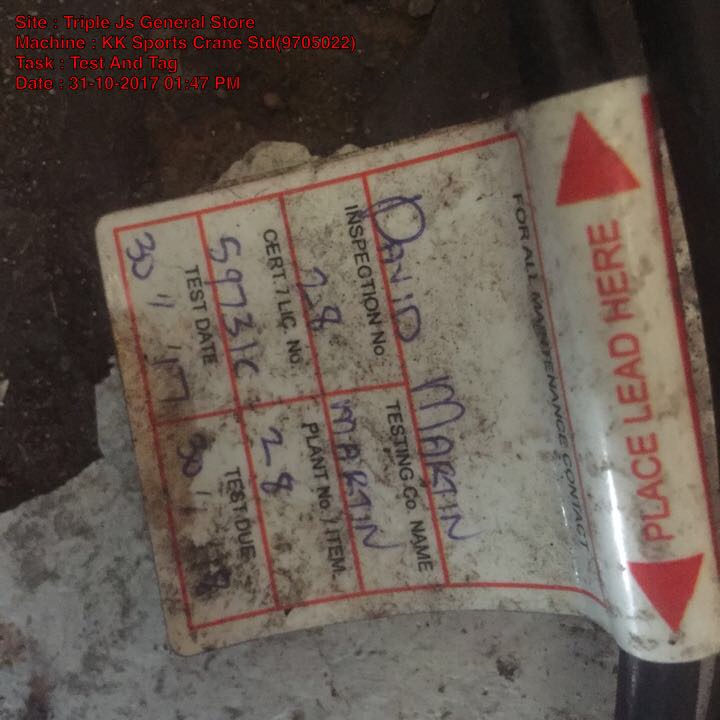 Site : Triple Js General Store
Machine : KK Sports Crane Std(9705022)
Task : Test And Tag
Date : 31-10-2017 01:47 PM
PLACE LEAD HERE
FOR ALL MAINTENANCE CONTACT
DAVID MARTIN
INSPECTION No. TESTING Co. NAME
28 MARTIN
CERT. / LIC. No. PLANT No. / ITEM.
59731C 28
TEST DATE TEST DUE
30 11 '17 30